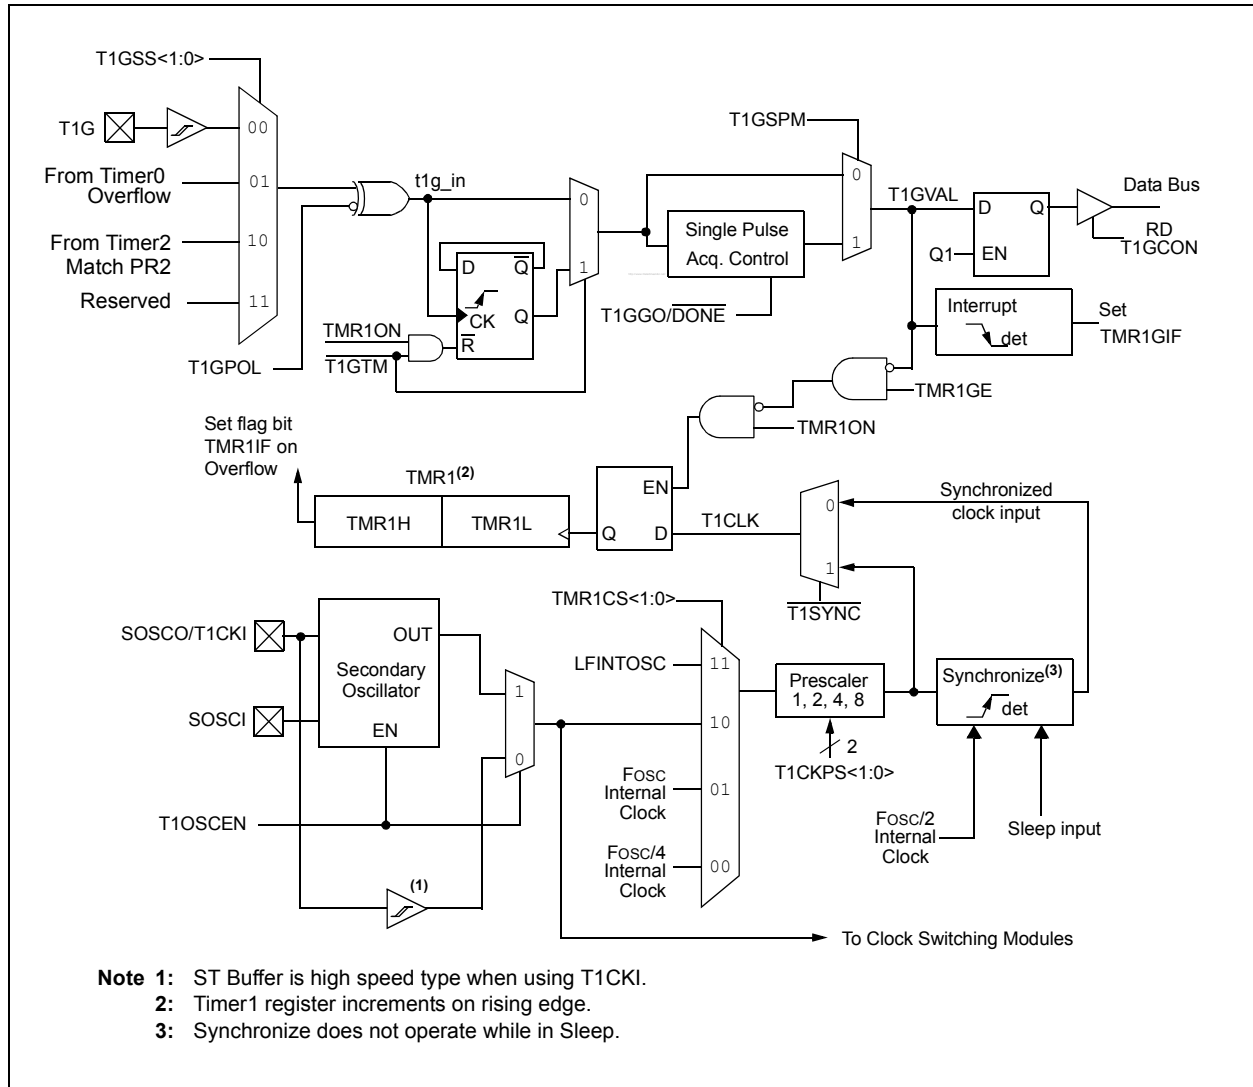 T1GSS<1:0>
T1G
00
From Timer0
Overflow
01
From Timer2
Match PR2
10
Reserved
11
T1GPOL
t1g_in
D
Q
CK
Q
R
TMR1ON
T1GTM
0
1
Single Pulse
Acq. Control
T1GGO/DONE
T1GSPM
0
1
T1GVAL
D
Q
Q1
EN
Data Bus
RD
T1GCON
Interrupt
det
Set
TMR1GIF
TMR1GE
TMR1ON
Set flag bit
TMR1IF on
Overflow
TMR1(2)
TMR1H
TMR1L
EN
Q
D
T1CLK
0
1
T1SYNC
Synchronized
clock input
SOSCO/T1CKI
OUT
Secondary
Oscillator
SOSCI
EN
T1OSCEN
(1)
1
0
TMR1CS<1:0>
LFINTOSC
11
10
FOSC
Internal
Clock
01
FOSC/4
Internal
Clock
00
Prescaler
1, 2, 4, 8
2
T1CKPS<1:0>
Synchronize(3)
det
FOSC/2
Internal
Clock
Sleep input
To Clock Switching Modules
Note 1: ST Buffer is high speed type when using T1CKI.
2: Timer1 register increments on rising edge.
3: Synchronize does not operate while in Sleep.